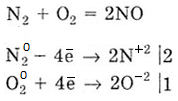 N₂ + O₂ = 2NO
N₂⁰ − 4ē → 2N⁺² |2
O₂⁰ + 4ē → 2O⁻² |1